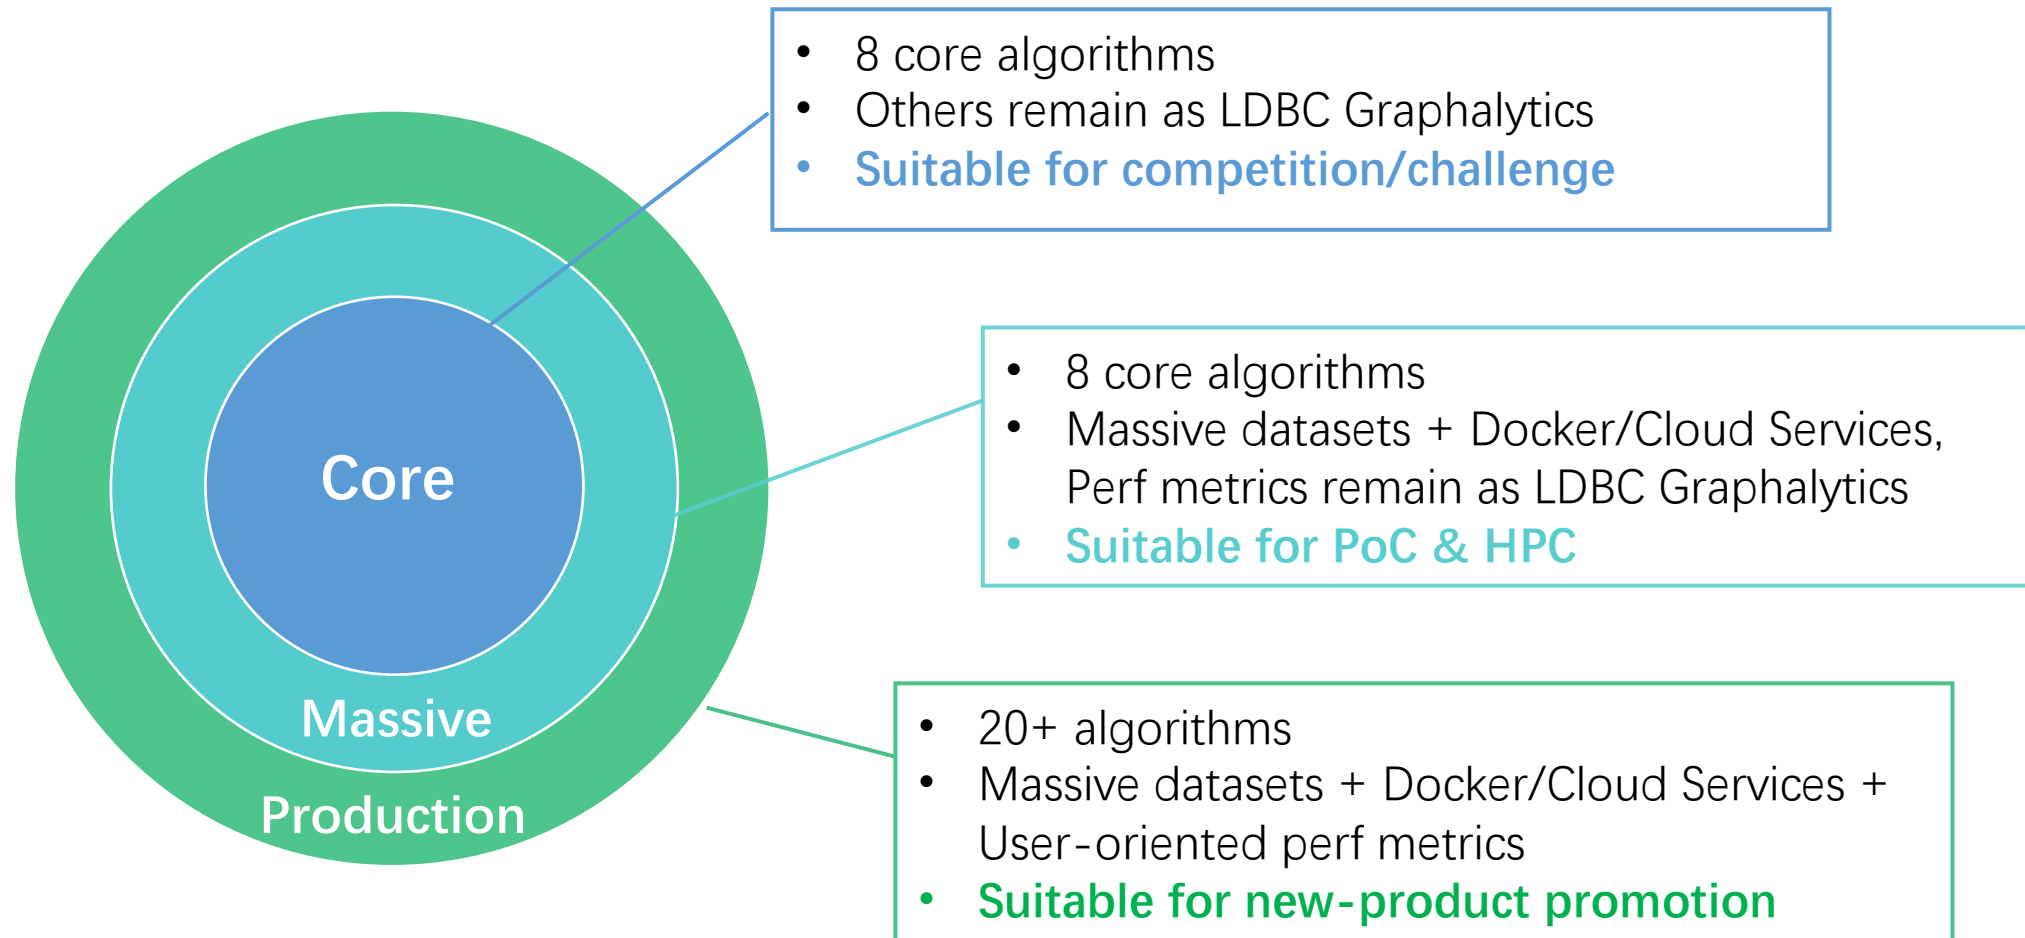 • 8 core algorithms
• Others remain as LDBC Graphalytics
• Suitable for competition/challenge
Core
Massive
Production
• 8 core algorithms
• Massive datasets + Docker/Cloud Services,
Perf metrics remain as LDBC Graphalytics
• Suitable for PoC & HPC
• 20+ algorithms
• Massive datasets + Docker/Cloud Services +
User-oriented perf metrics
• Suitable for new-product promotion